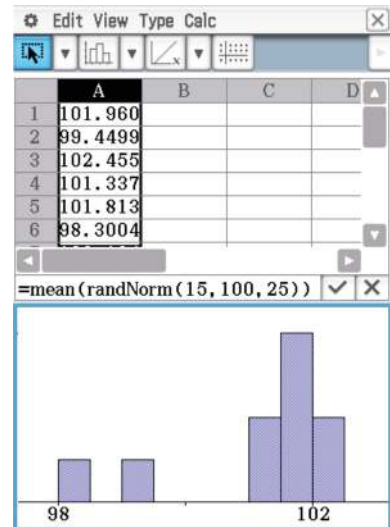 Edit View Type Calc
A B C D
1 101.960
2 99.4499
3 102.455
4 101.337
5 101.813
6 98.3004
=mean(randNorm(15,100,25))
98 102